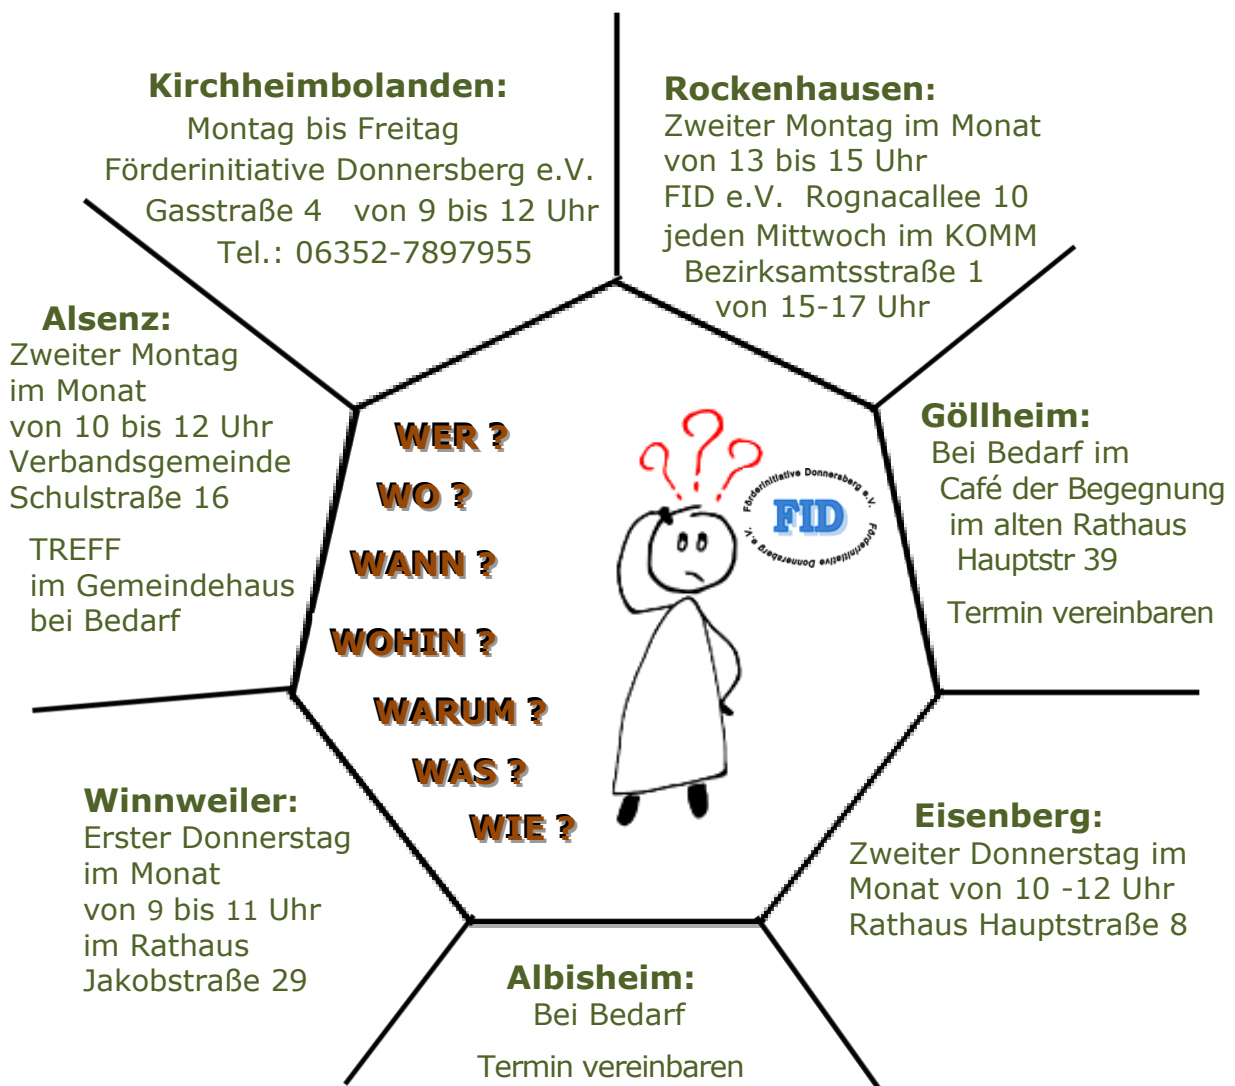 Kirchheimbolanden:
Montag bis Freitag
Förderinitiative Donnersberg e.V.
Gasstraße 4 von 9 bis 12 Uhr
Tel.: 06352-7897955
Rockenhausen:
Zweiter Montag im Monat
von 13 bis 15 Uhr
FID e.V. Rognacallee 10
jeden Mittwoch im KOMM
Bezirksamtsstraße 1
von 15-17 Uhr
Alsenz:
Zweiter Montag
im Monat
von 10 bis 12 Uhr
Verbandsgemeinde
Schulstraße 16
TREFF
im Gemeindehaus
bei Bedarf
WER ?
WO ?
WANN ?
WOHIN ?
WARUM ?
WAS ?
WIE ?
? ? ?
Förderinitiative Donnersberg e.V.
FID
Förderinitiative Donnersberg e.V.
Göllheim:
Bei Bedarf im
Café der Begegnung
im alten Rathaus
Hauptstr 39
Termin vereinbaren
Winnweiler:
Erster Donnerstag
im Monat
von 9 bis 11 Uhr
im Rathaus
Jakobstraße 29
Albisheim:
Bei Bedarf
Termin vereinbaren
Eisenberg:
Zweiter Donnerstag im
Monat von 10 -12 Uhr
Rathaus Hauptstraße 8